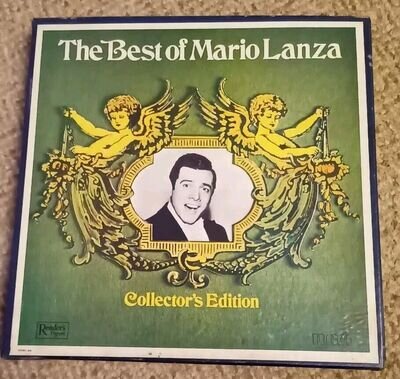 The Best of Mario Lanza
Collector's Edition
Reader's
Digest
RCA